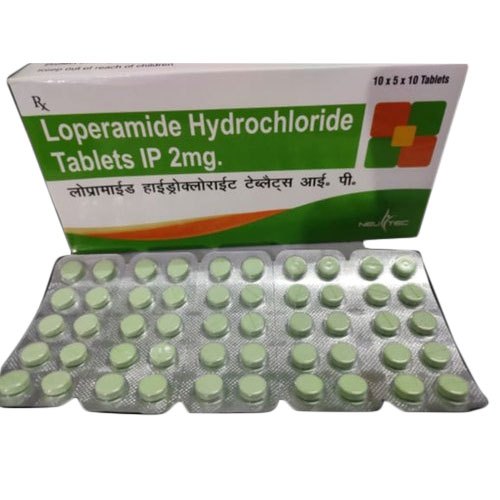 Keep out of reach of children
10 x 5 x 10 Tablets
Rx
Loperamide Hydrochloride
Tablets IP 2mg.
लोप्रामाईड हाईड्रोक्लोराईट टेब्लैट्स आई. पी.
NEUTEC